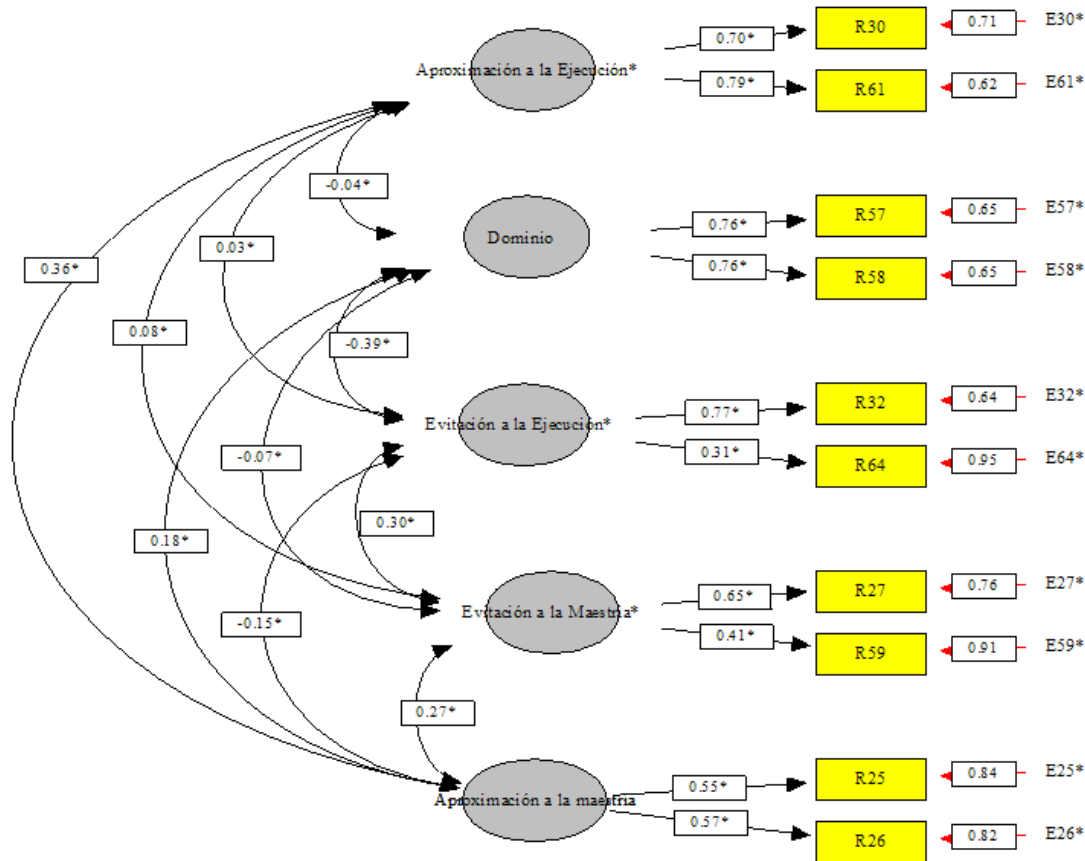 0.70*
R30
0.71
E30*
Aproximación a la Ejecución*
0.79*
R61
0.62
E61*
-0.04*
0.76*
R57
0.65
E57*
Dominio
0.03*
0.36*
0.76*
R58
0.65
E58*
0.08*
-0.39*
0.77*
R32
0.64
E32*
Evitación a la Ejecución*
0.31*
R64
0.95
E64*
-0.07*
0.30*
0.18*
0.65*
R27
0.76
E27*
Evitación a la Maestría*
-0.15*
0.41*
R59
0.91
E59*
0.27*
0.55*
R25
0.84
E25*
Aproximación a la maestría
0.57*
R26
0.82
E26*